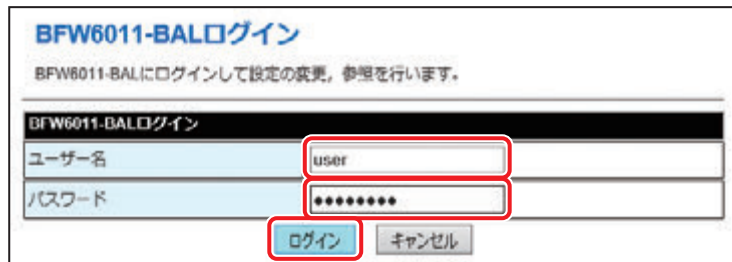 BFW6011-BALログイン
BFW6011-BALにログインして設定の変更，参照を行います。
BFW6011-BALログイン
ユーザー名 user
パスワード ●●●●●●●●
ログイン キャンセル